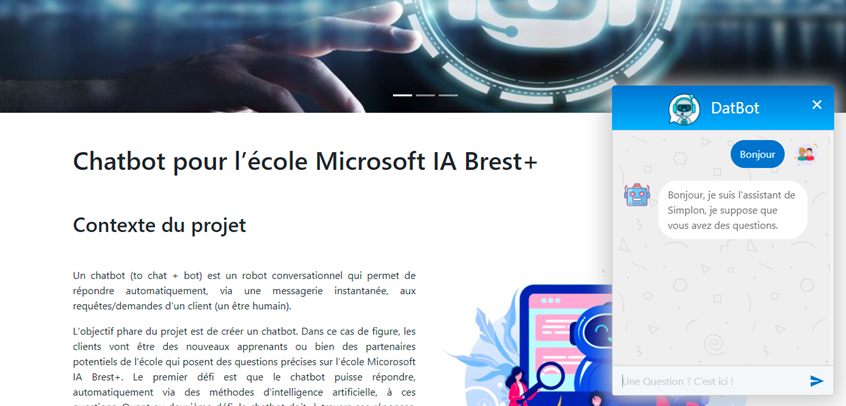 Chatbot pour l’école Microsoft IA Brest+
Contexte du projet
Un chatbot (to chat + bot) est un robot conversationnel qui permet de
répondre automatiquement, via une messagerie instantanée, aux
requêtes/demandes d'un client (un être humain).
L'objectif phare du projet est de créer un chatbot. Dans ce cas de figure, les
clients vont être des nouveaux apprenants ou bien des partenaires
potentiels de l'école qui posent des questions précises sur l'école Micorosoft
IA Brest+. Le premier défi est que le chatbot puisse répondre,
automatiquement via des méthodes d'intelligence artificielle, à ces
DatBot
Bonjour
Bonjour, je suis l'assistant de
Simplon, je suppose que
vous avez des questions.
Une Question ? C'est ici !